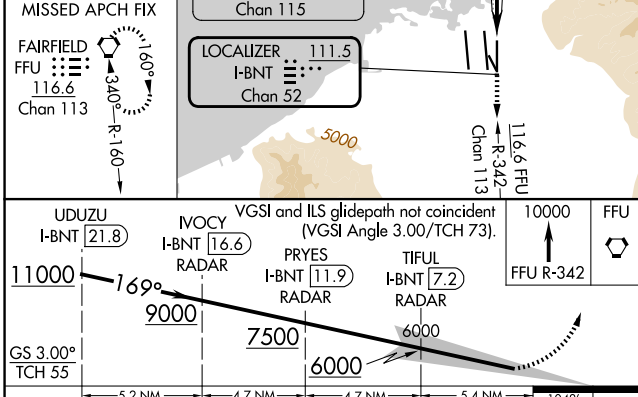 MISSED APCH FIX
FAIRFIELD
FFU
116.6
Chan 113
160°
340°
R-160
Chan 115
LOCALIZER 111.5
I-BNT
Chan 52
5000
116.6 FFU
R-342
Chan 113
VGSI and ILS glidepath not coincident
(VGSI Angle 3.00/TCH 73).
UDUZU
I-BNT 21.8
IVOCY
I-BNT 16.6
RADAR
PRYES
I-BNT 11.9
RADAR
TIFUL
I-BNT 7.2
RADAR
10000
FFU R-342
FFU
11000
169°
9000
7500
6000
6000
GS 3.00°
TCH 55
5.2 NM
4.7 NM
4.7 NM
5.4 NM